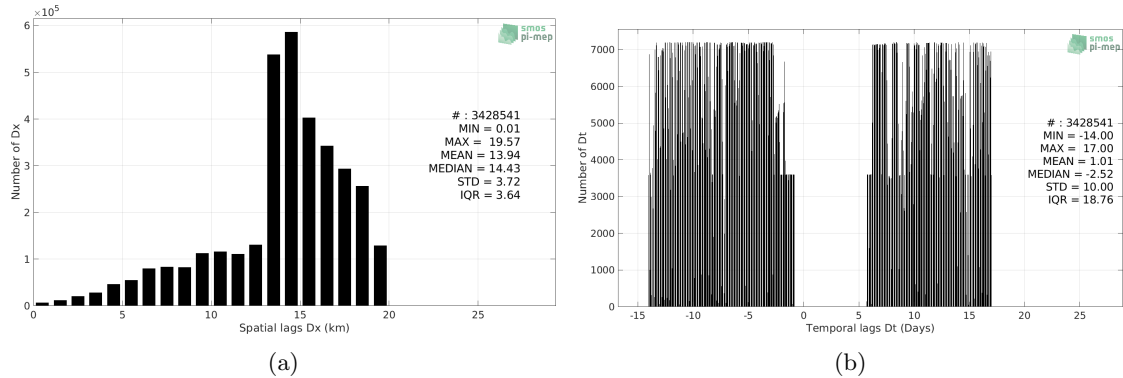 ×10⁵
6
5
4
3
2
1
0
Number of Dx
0 5 10 15 20 25
Spatial lags Dx (km)
smos
pi-mep
# : 3428541
MIN = 0.01
MAX = 19.57
MEAN = 13.94
MEDIAN = 14.43
STD = 3.72
IQR = 3.64
(a)
7000
6000
5000
4000
3000
2000
1000
0
Number of Dt
-15 -10 -5 0 5 10 15 20 25
Temporal lags Dt (Days)
smos
pi-mep
# : 3428541
MIN = -14.00
MAX = 17.00
MEAN = 1.01
MEDIAN = -2.52
STD = 10.00
IQR = 18.76
(b)